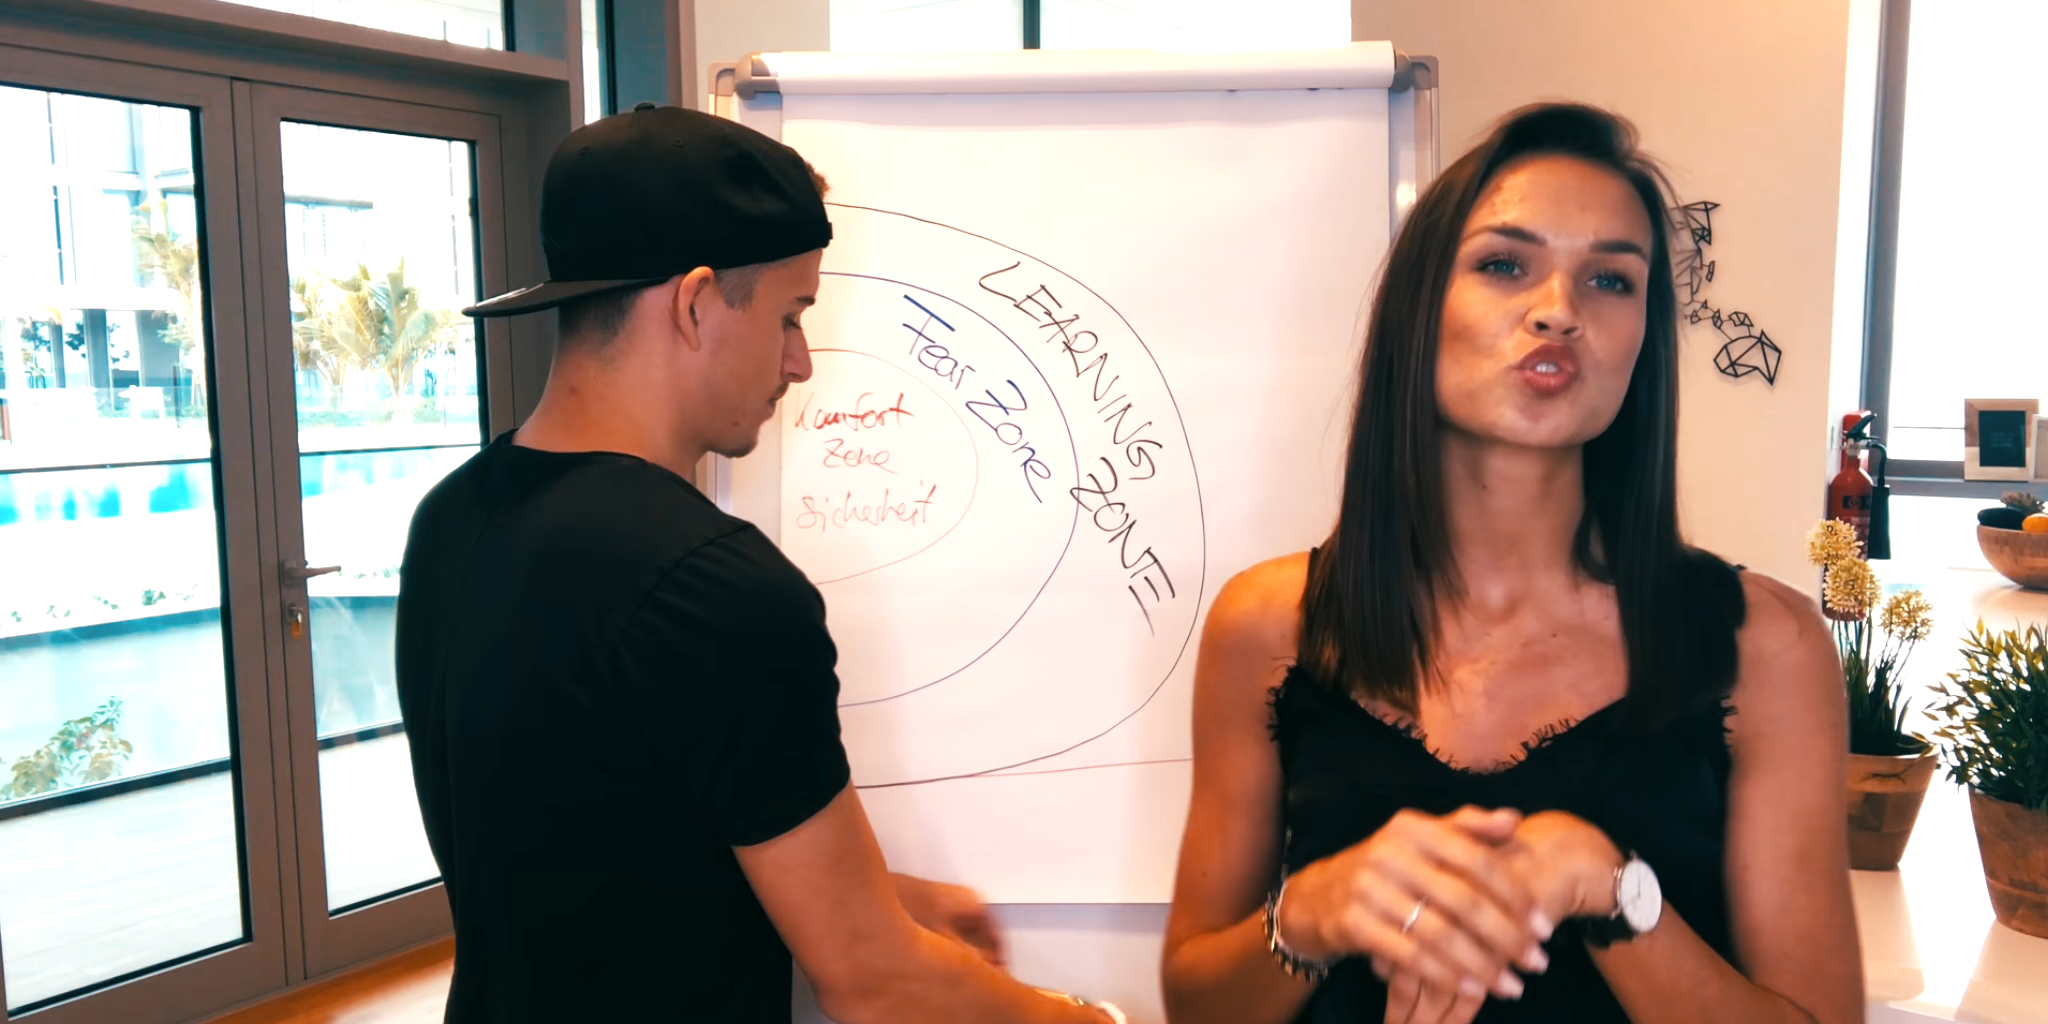 LEARNING ZONE
Fear Zone
Komfort
Zone
Sicherheit